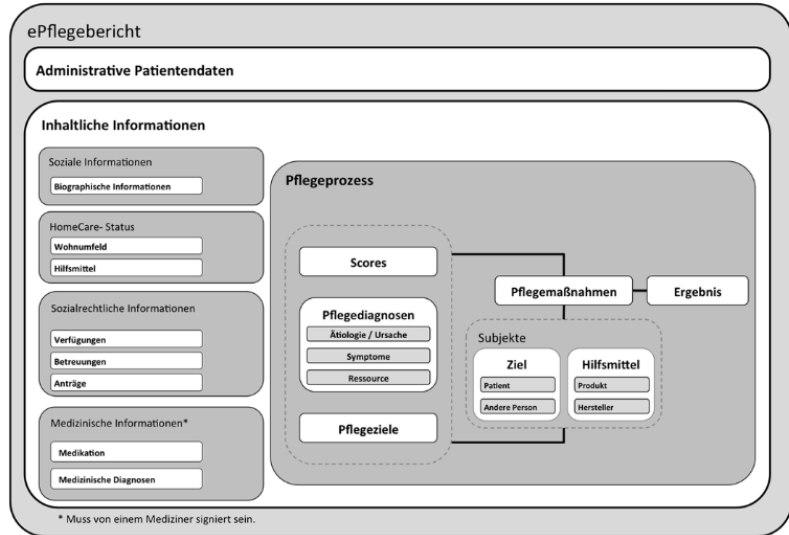 ePflegebericht
Administrative Patientendaten
Inhaltliche Informationen
Soziale Informationen
Biographische Informationen
HomeCare- Status
Wohnumfeld
Hilfsmittel
Sozialrechtliche Informationen
Verfügungen
Betreuungen
Anträge
Medizinische Informationen*
Medikation
Medizinische Diagnosen
Pflegeprozess
Scores
Pflegediagnosen
Ätiologie / Ursache
Symptome
Ressource
Pflegeziele
Pflegemaßnahmen
Ergebnis
Subjekte
Ziel
Patient
Andere Person
Hilfsmittel
Produkt
Hersteller
* Muss von einem Mediziner signiert sein.